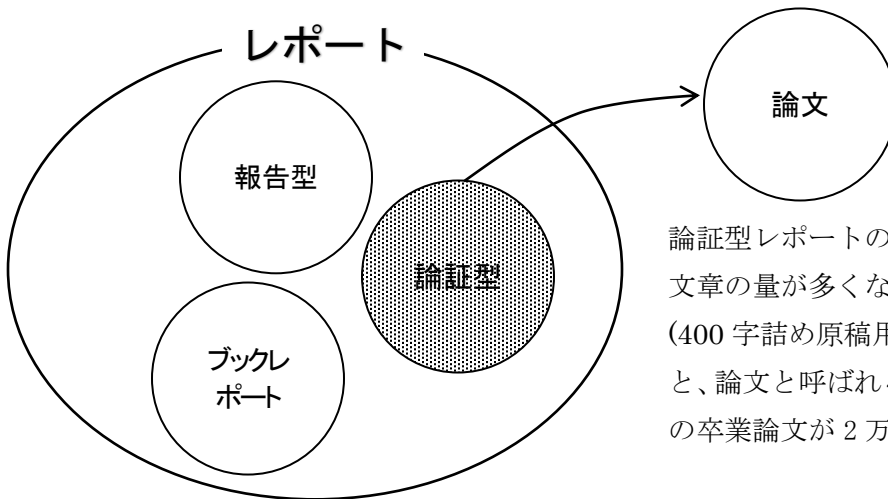 レポート
論文
報告型
論証型
ブックレ
ポート
論証型レポートの
文章の量が多くな
(400 字詰め原稿用
と、論文と呼ばれ
の卒業論文が 2 万